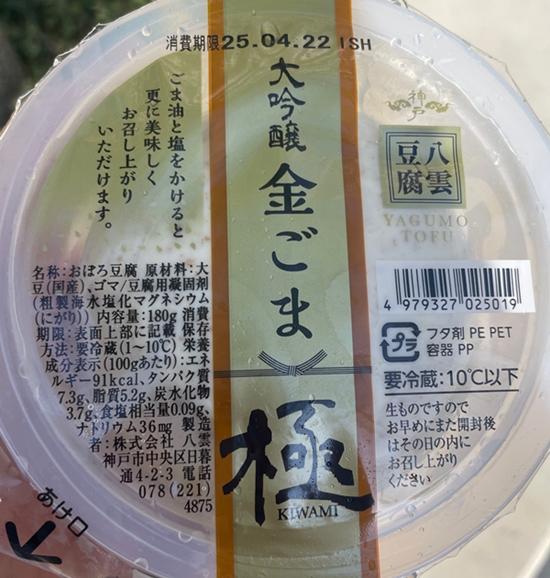 消費期限25.04.22 ISH
ごま油と塩をかけると
更に美味しく
お召し上がり
いただけます。
大吟醸
金ごま
極
KIWAMI
神戸
八雲
豆腐
YAGUMO
TOFU
名称:おぼろ豆腐 原材料:大
豆(国産)、ゴマ/豆腐用凝固剤
(粗製海水塩化マグネシウム
(にがり)) 内容量:180g 消費
期限:表面上部に記載 保存
方法:要冷蔵(1~10℃) 栄養
成分表示(100gあたり):エネ
ルギー91kcal、タンパク質
7.3g、脂質5.2g、炭水化物
3.7g、食塩相当量0.09g、
ナトリウム36mg 製造
者:株式会社 八雲
神戸市中央区日暮
通4-2-3 電話
078(221)
4875
4 979327 025019
プラ
フタ剤 PE PET
容器 PP
要冷蔵:10℃以下
生ものですので
お早めにまた開封後
はその日の内に
お召し上がり
ください
あけ口